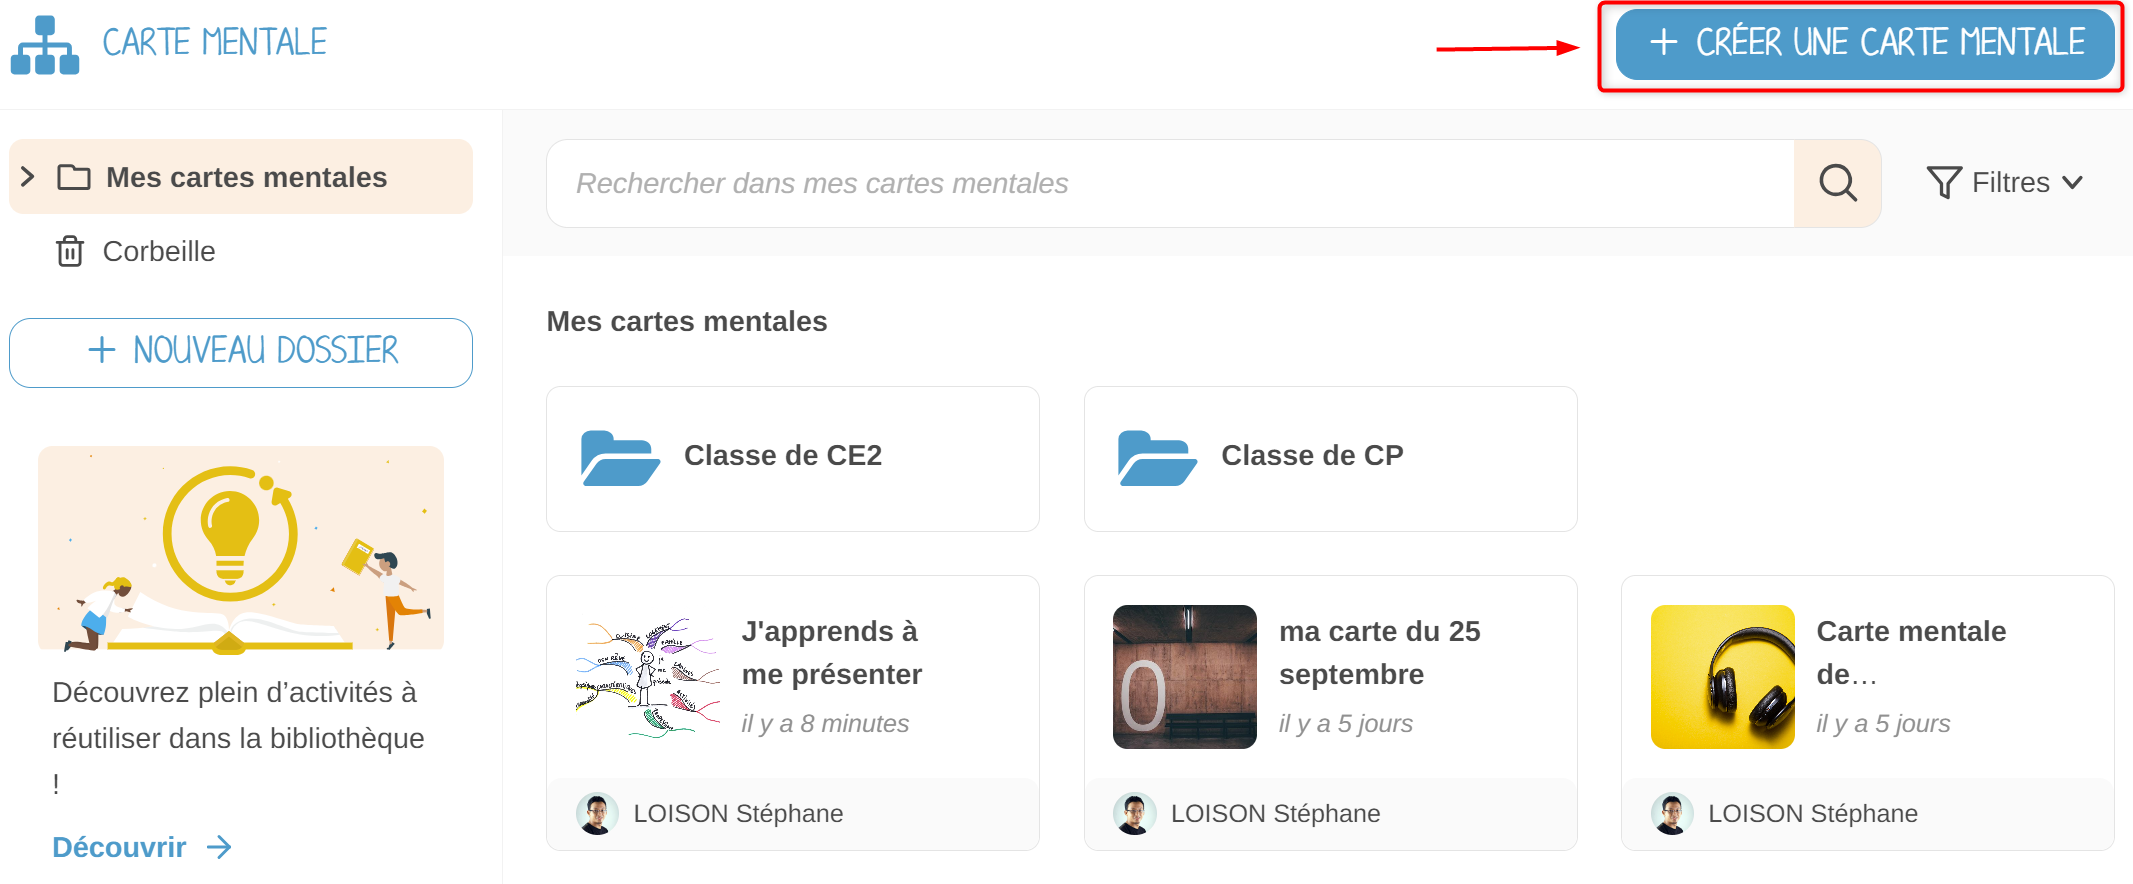 CARTE MENTALE
+ CRÉER UNE CARTE MENTALE
Mes cartes mentales
Corbeille
+ NOUVEAU DOSSIER
Découvrez plein d’activités à
réutiliser dans la bibliothèque
!
Découvrir
Rechercher dans mes cartes mentales
Filtres
Mes cartes mentales
Classe de CE2
Classe de CP
J'apprends à
me présenter
il y a 8 minutes
LOISON Stéphane
0
ma carte du 25
septembre
il y a 5 jours
LOISON Stéphane
Carte mentale
de…
il y a 5 jours
LOISON Stéphane